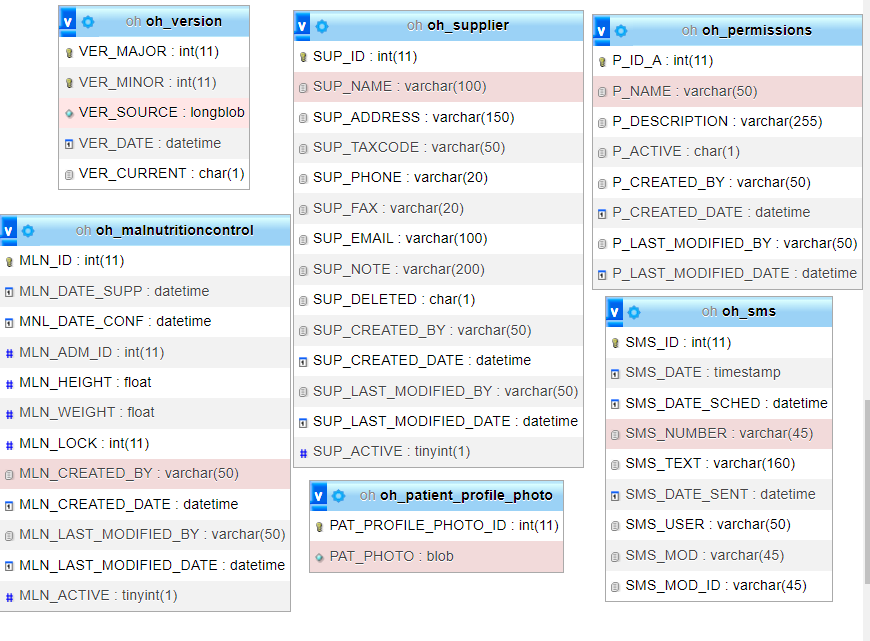 v oh oh_version
VER_MAJOR : int(11)
VER_MINOR : int(11)
VER_SOURCE : longblob
VER_DATE : datetime
VER_CURRENT : char(1)
v oh oh_supplier
SUP_ID : int(11)
SUP_NAME : varchar(100)
SUP_ADDRESS : varchar(150)
SUP_TAXCODE : varchar(50)
SUP_PHONE : varchar(20)
SUP_FAX : varchar(20)
SUP_EMAIL : varchar(100)
SUP_NOTE : varchar(200)
SUP_DELETED : char(1)
SUP_CREATED_BY : varchar(50)
SUP_CREATED_DATE : datetime
SUP_LAST_MODIFIED_BY : varchar(50)
SUP_LAST_MODIFIED_DATE : datetime
# SUP_ACTIVE : tinyint(1)
v oh oh_permissions
P_ID_A : int(11)
P_NAME : varchar(50)
P_DESCRIPTION : varchar(255)
P_ACTIVE : char(1)
P_CREATED_BY : varchar(50)
P_CREATED_DATE : datetime
P_LAST_MODIFIED_BY : varchar(50)
P_LAST_MODIFIED_DATE : datetime
v oh oh_malnutritioncontrol
MLN_ID : int(11)
MLN_DATE_SUPP : datetime
MNL_DATE_CONF : datetime
# MLN_ADM_ID : int(11)
# MLN_HEIGHT : float
# MLN_WEIGHT : float
# MLN_LOCK : int(11)
MLN_CREATED_BY : varchar(50)
MLN_CREATED_DATE : datetime
MLN_LAST_MODIFIED_BY : varchar(50)
MLN_LAST_MODIFIED_DATE : datetime
# MLN_ACTIVE : tinyint(1)
v oh oh_patient_profile_photo
PAT_PROFILE_PHOTO_ID : int(11)
PAT_PHOTO : blob
v oh oh_sms
SMS_ID : int(11)
SMS_DATE : timestamp
SMS_DATE_SCHED : datetime
SMS_NUMBER : varchar(45)
SMS_TEXT : varchar(160)
SMS_DATE_SENT : datetime
SMS_USER : varchar(50)
SMS_MOD : varchar(45)
SMS_MOD_ID : varchar(45)